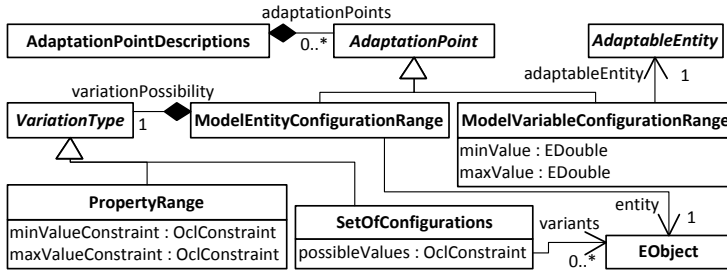 adaptationPoints
AdaptationPointDescriptions
0..*
AdaptationPoint
AdaptableEntity
variationPossibility
adaptableEntity
1
VariationType
1
ModelEntityConfigurationRange
ModelVariableConfigurationRange
minValue : EDouble
maxValue : EDouble
PropertyRange
minValueConstraint : OclConstraint
maxValueConstraint : OclConstraint
SetOfConfigurations
possibleValues : OclConstraint
variants
0..*
entity
1
EObject